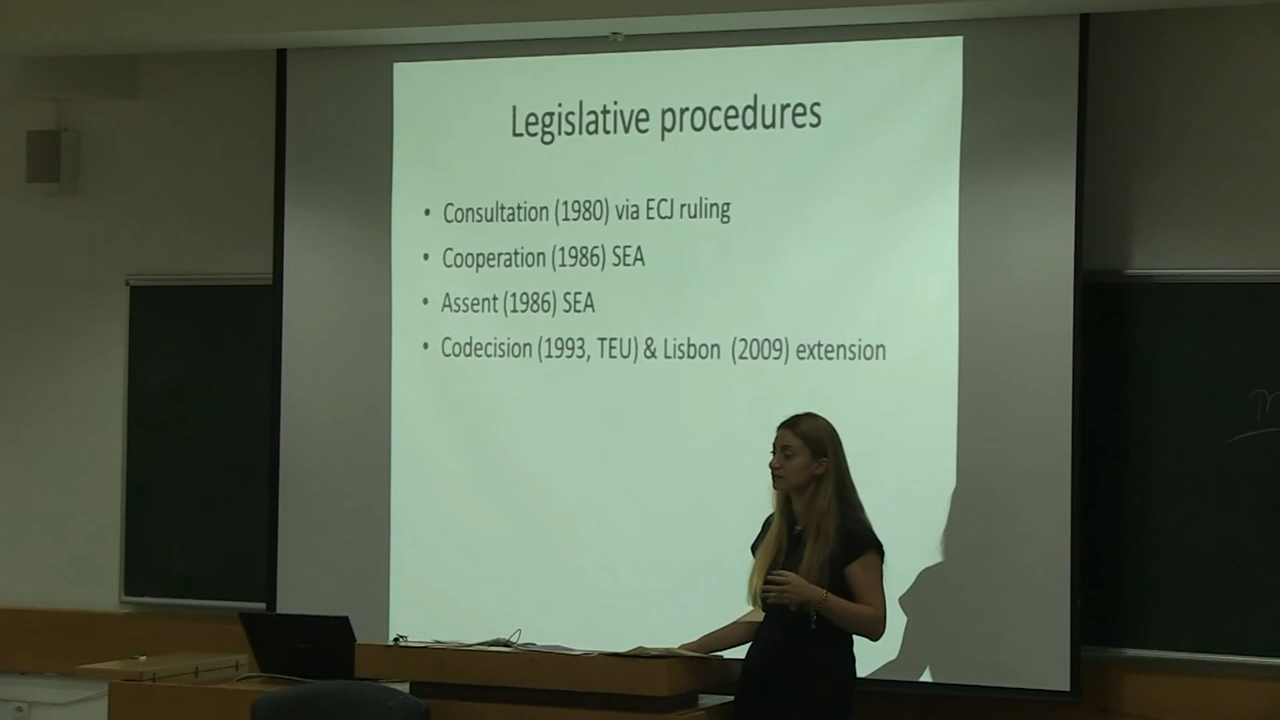 Legislative procedures
• Consultation (1980) via ECJ ruling
• Cooperation (1986) SEA
• Assent (1986) SEA
• Codecision (1993, TEU) & Lisbon (2009) extension